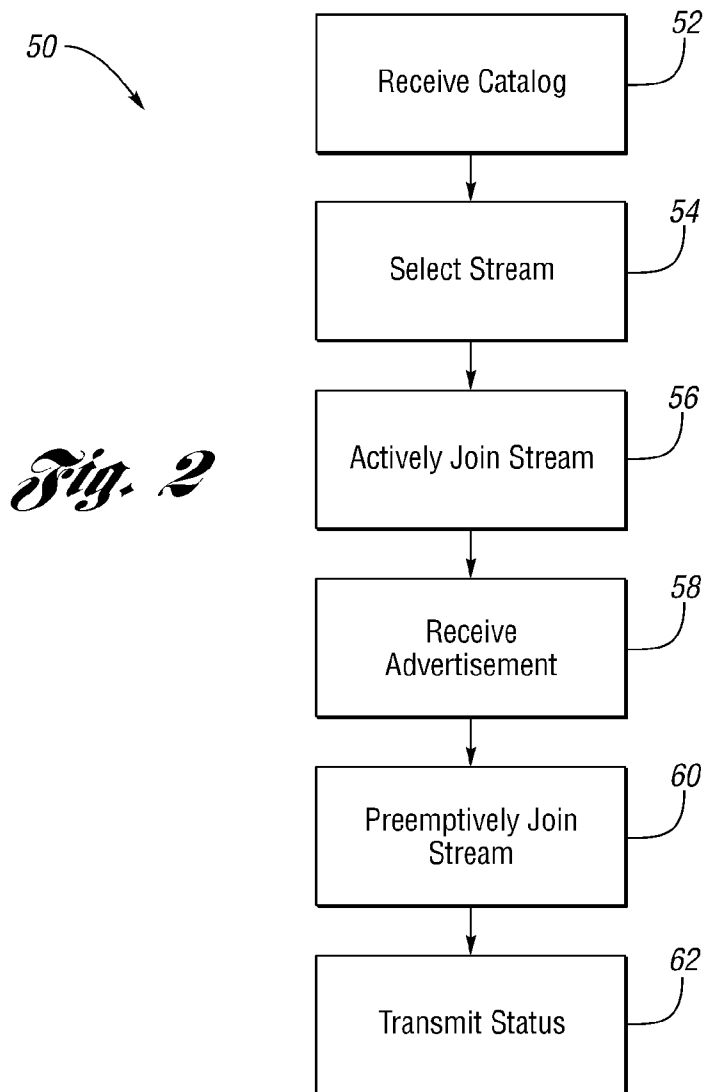 50
52
Receive Catalog
54
Select Stream
56
Actively Join Stream
Fig. 2
58
Receive
Advertisement
60
Preemptively Join
Stream
62
Transmit Status